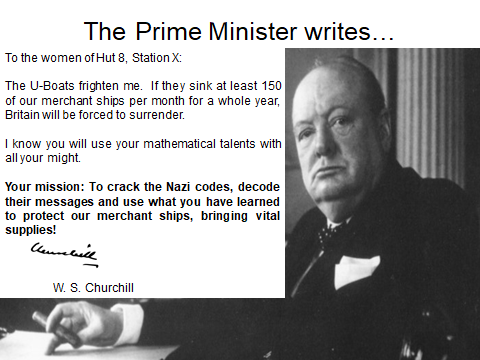 The Prime Minister writes…
To the women of Hut 8, Station X:
The U-Boats frighten me. If they sink at least 150
of our merchant ships per month for a whole year,
Britain will be forced to surrender.
I know you will use your mathematical talents with
all your might.
Your mission: To crack the Nazi codes, decode
their messages and use what you have learned
to protect our merchant ships, bringing vital
supplies!
Churchill
W. S. Churchill